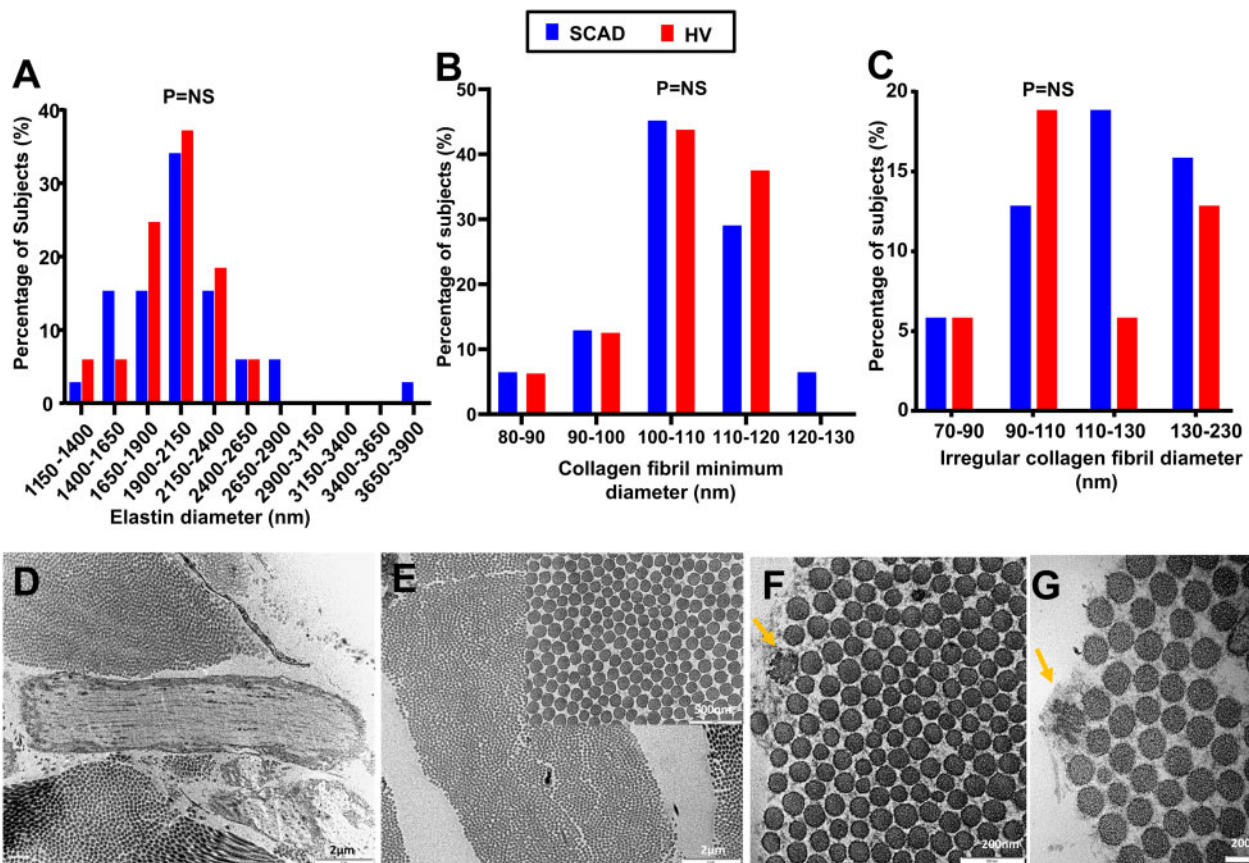 SCAD HV
A
P=NS
Percentage of Subjects (%)
40
30
20
10
0
1150-1400
1400-1650
1650-1900
1900-2150
2150-2400
2400-2650
2650-2900
2900-3150
3150-3400
3400-3650
3650-3900
Elastin diameter (nm)
B
P=NS
Percentage of subjects (%)
50
40
30
20
10
0
80-90
90-100
100-110
110-120
120-130
Collagen fibril minimum
diameter (nm)
C
P=NS
Percentage of subjects (%)
20
15
10
5
0
70-90
90-110
110-130
130-230
Irregular collagen fibril diameter
(nm)
D
2μm
E
500nm
2μm
F
200nm
G
200